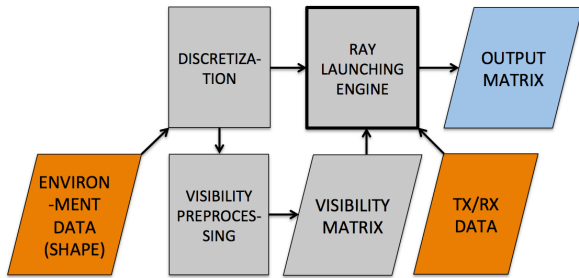 DISCRETIZA-
TION
RAY
LAUNCHING
ENGINE
OUTPUT
MATRIX
ENVIRON
-MENT
DATA
(SHAPE)
VISIBILITY
PREPROCES-
SING
VISIBILITY
MATRIX
TX/RX
DATA